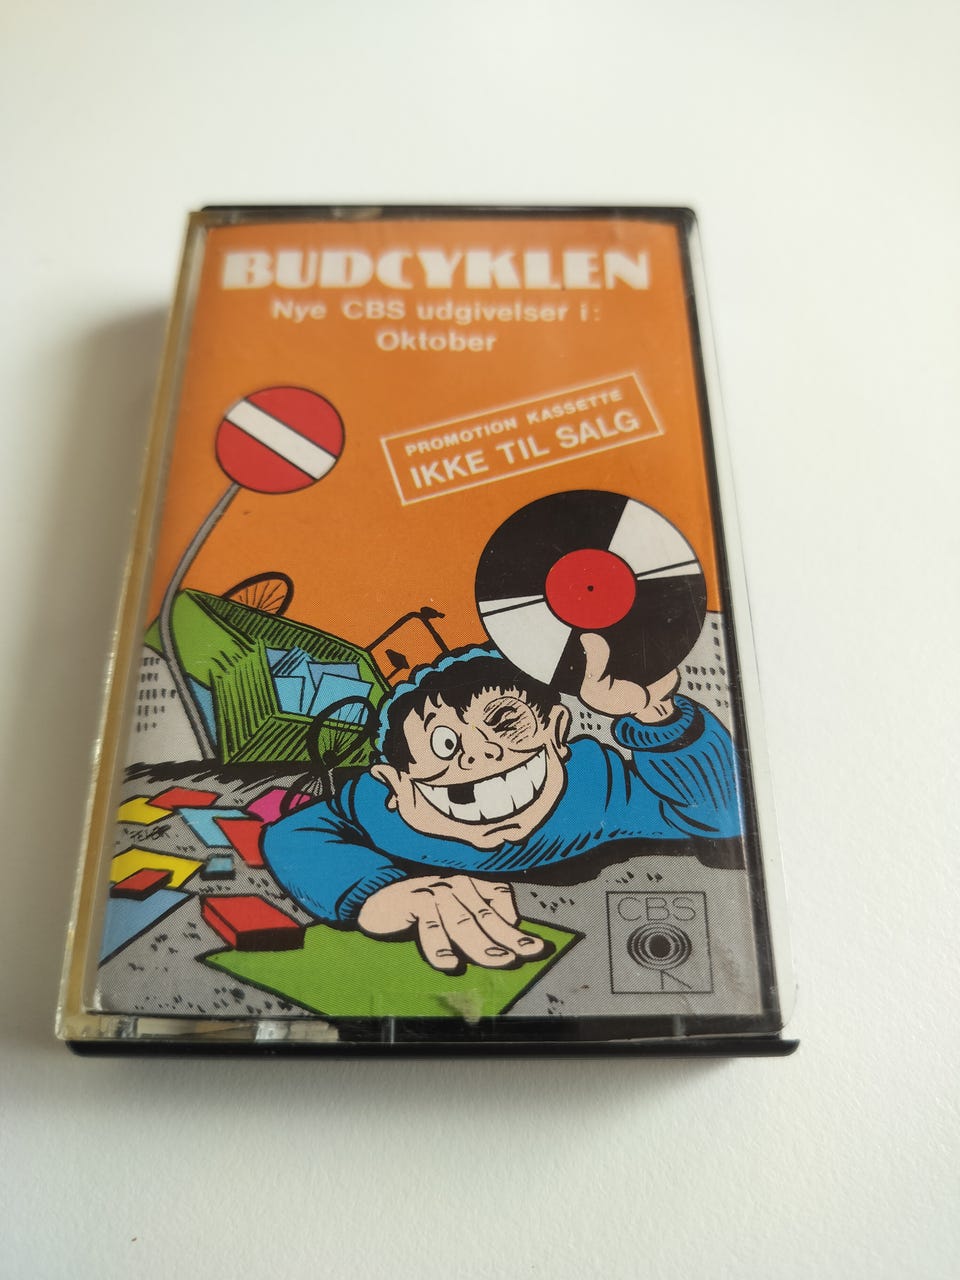 BUDCYKLEN
Nye CBS udgivelser i:
Oktober
PROMOTION KASSETTE
IKKE TIL SALG
CBS